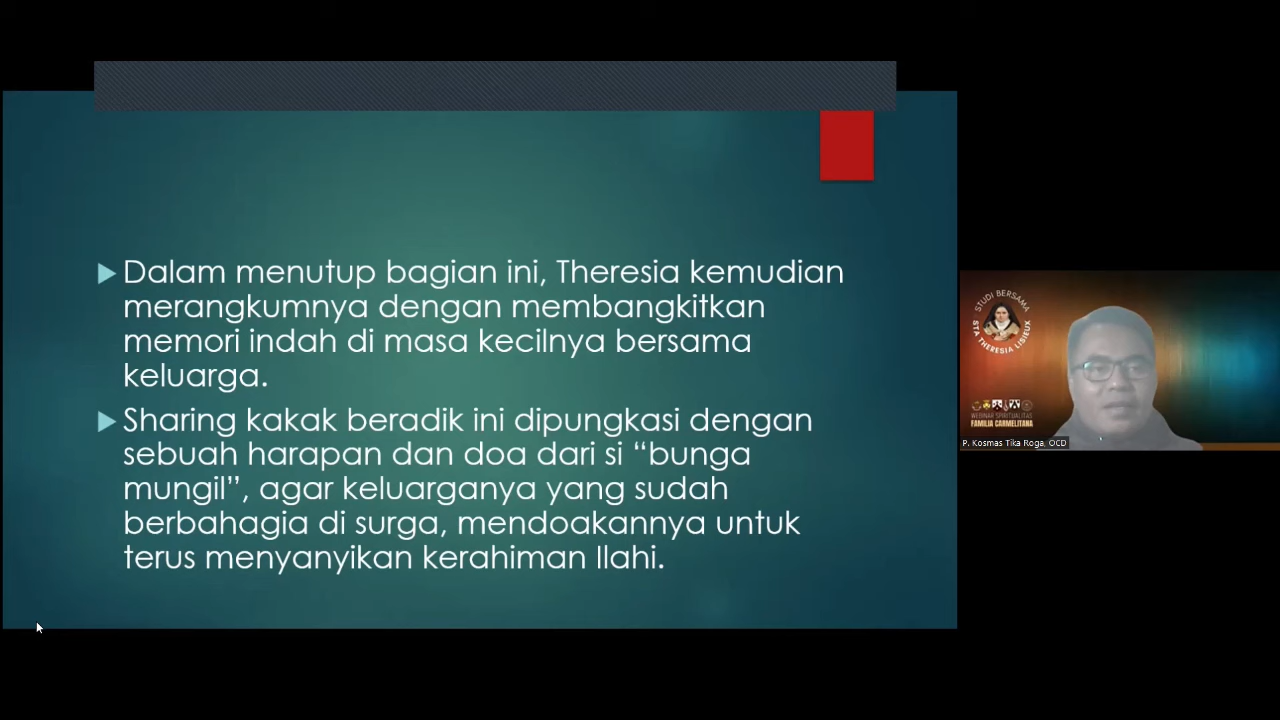 Dalam menutup bagian ini, Theresia kemudian
merangkumnya dengan membangkitkan
memori indah di masa kecilnya bersama
keluarga.
Sharing kakak beradik ini dipungkasi dengan
sebuah harapan dan doa dari si “bunga
mungil”, agar keluarganya yang sudah
berbahagia di surga, mendoakannya untuk
terus menyanyikan kerahiman Ilahi.
STUDI BERSAMA
STA THERESIA LISIEUX
WEBINAR SPIRITUALITAS
FAMILIA CARMELITANA
P. Kosmas Tika Roga, OCD